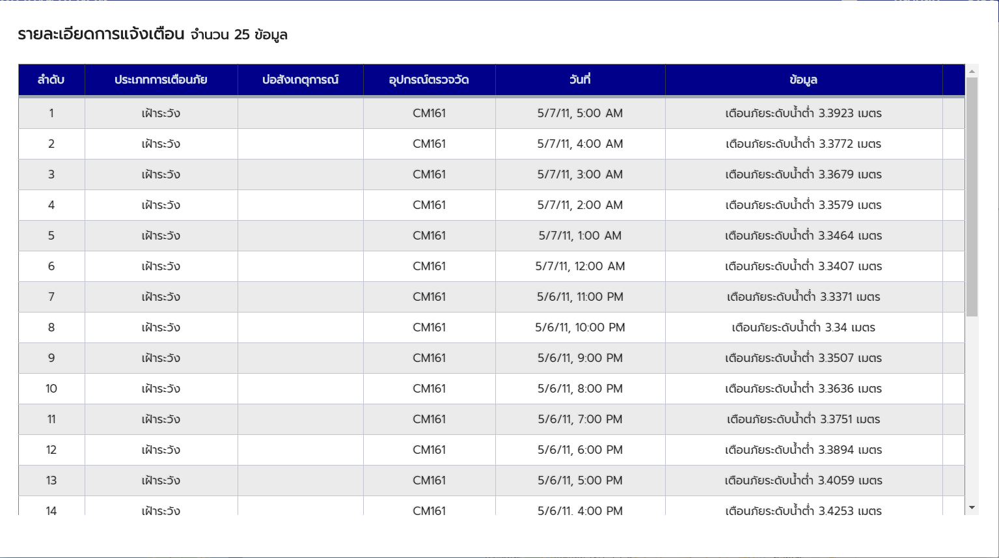 รายละเอียดการแจ้งเตือน จำนวน 25 ข้อมูล
ลำดับ ประเภทการเตือนภัย บ่อสังเกตุการณ์ อุปกรณ์ตรวจวัด วันที่ ข้อมูล
1 เฝ้าระวัง CM161 5/7/11, 5:00 AM เตือนภัยระดับน้ำต่ำ 3.3923 เมตร
2 เฝ้าระวัง CM161 5/7/11, 4:00 AM เตือนภัยระดับน้ำต่ำ 3.3772 เมตร
3 เฝ้าระวัง CM161 5/7/11, 3:00 AM เตือนภัยระดับน้ำต่ำ 3.3679 เมตร
4 เฝ้าระวัง CM161 5/7/11, 2:00 AM เตือนภัยระดับน้ำต่ำ 3.3579 เมตร
5 เฝ้าระวัง CM161 5/7/11, 1:00 AM เตือนภัยระดับน้ำต่ำ 3.3464 เมตร
6 เฝ้าระวัง CM161 5/7/11, 12:00 AM เตือนภัยระดับน้ำต่ำ 3.3407 เมตร
7 เฝ้าระวัง CM161 5/6/11, 11:00 PM เตือนภัยระดับน้ำต่ำ 3.3371 เมตร
8 เฝ้าระวัง CM161 5/6/11, 10:00 PM เตือนภัยระดับน้ำต่ำ 3.34 เมตร
9 เฝ้าระวัง CM161 5/6/11, 9:00 PM เตือนภัยระดับน้ำต่ำ 3.3507 เมตร
10 เฝ้าระวัง CM161 5/6/11, 8:00 PM เตือนภัยระดับน้ำต่ำ 3.3636 เมตร
11 เฝ้าระวัง CM161 5/6/11, 7:00 PM เตือนภัยระดับน้ำต่ำ 3.3751 เมตร
12 เฝ้าระวัง CM161 5/6/11, 6:00 PM เตือนภัยระดับน้ำต่ำ 3.3894 เมตร
13 เฝ้าระวัง CM161 5/6/11, 5:00 PM เตือนภัยระดับน้ำต่ำ 3.4059 เมตร
14 เฝ้าระวัง CM161 5/6/11, 4:00 PM เตือนภัยระดับน้ำต่ำ 3.4253 เมตร